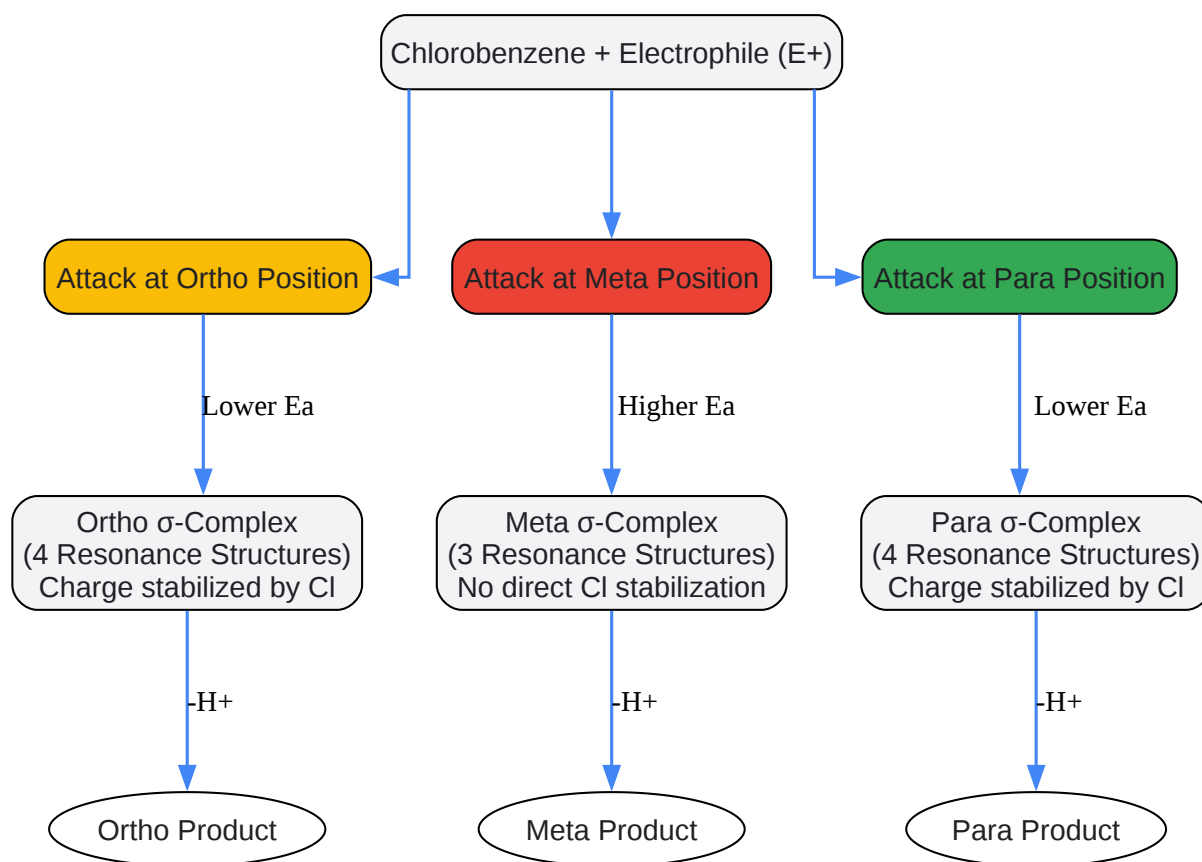 Chlorobenzene + Electrophile (E+)
Attack at Ortho Position
Attack at Meta Position
Attack at Para Position
Lower Ea
Higher Ea
Lower Ea
Ortho σ-Complex
(4 Resonance Structures)
Charge stabilized by Cl
Meta σ-Complex
(3 Resonance Structures)
No direct Cl stabilization
Para σ-Complex
(4 Resonance Structures)
Charge stabilized by Cl
-H+
-H+
-H+
Ortho Product
Meta Product
Para Product